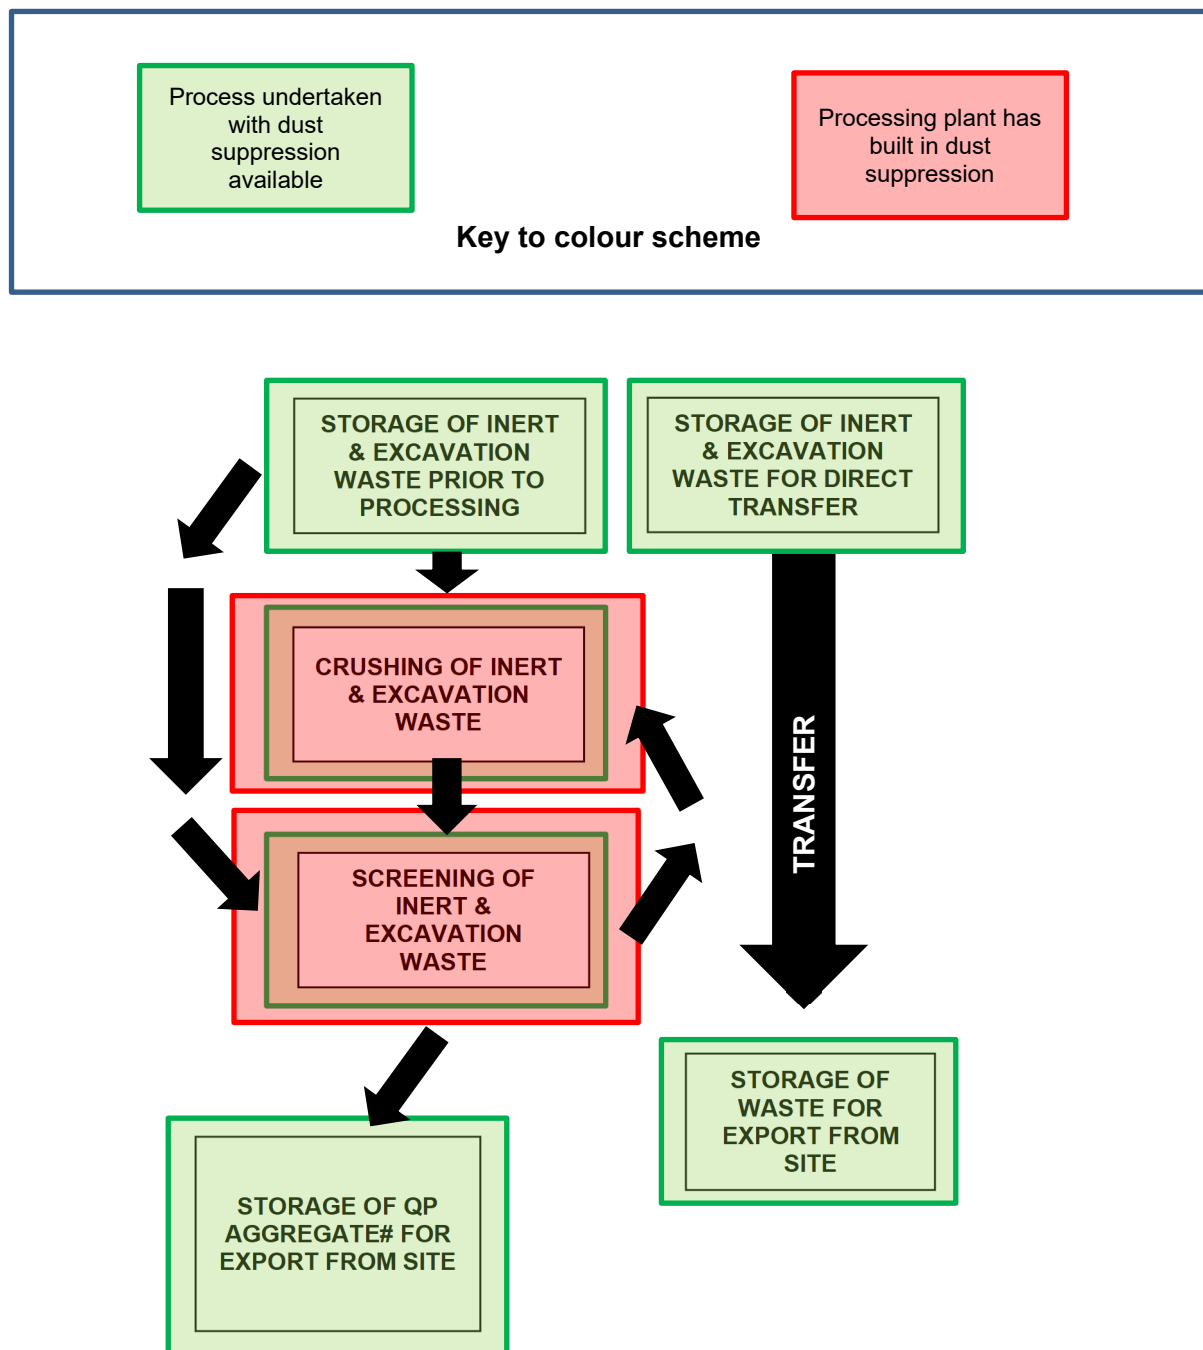 Process undertaken
with dust
suppression
available
Processing plant has
built in dust
suppression
Key to colour scheme
STORAGE OF INERT
& EXCAVATION
WASTE PRIOR TO
PROCESSING
STORAGE OF INERT
& EXCAVATION
WASTE FOR DIRECT
TRANSFER
CRUSHING OF INERT
& EXCAVATION
WASTE
TRANSFER
SCREENING OF
INERT &
EXCAVATION
WASTE
STORAGE OF
WASTE FOR
EXPORT FROM
SITE
STORAGE OF QP
AGGREGATE# FOR
EXPORT FROM SITE